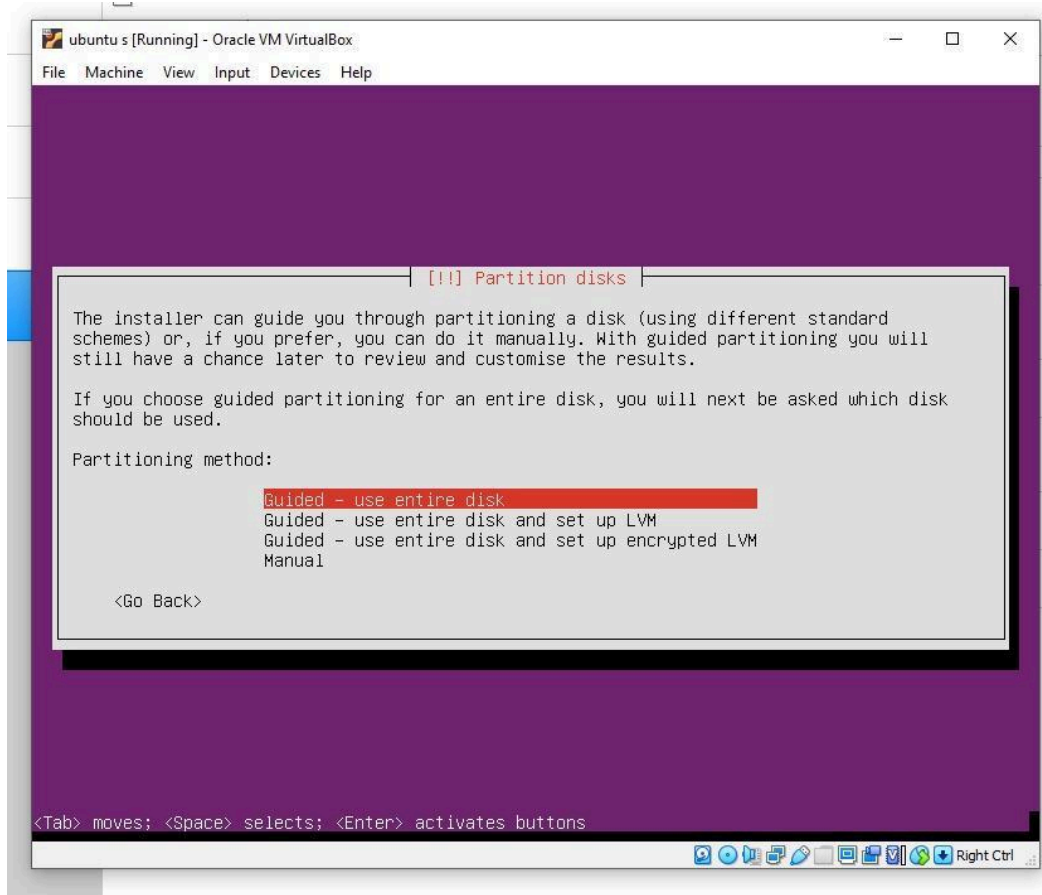 ubuntu s [Running] - Oracle VM VirtualBox
File Machine View Input Devices Help
[!!] Partition disks
The installer can guide you through partitioning a disk (using different standard
schemes) or, if you prefer, you can do it manually. With guided partitioning you will
still have a chance later to review and customise the results.
If you choose guided partitioning for an entire disk, you will next be asked which disk
should be used.
Partitioning method:
Guided – use entire disk
Guided – use entire disk and set up LVM
Guided – use entire disk and set up encrypted LVM
Manual
<Go Back>
<Tab> moves; <Space> selects; <Enter> activates buttons
Right Ctrl